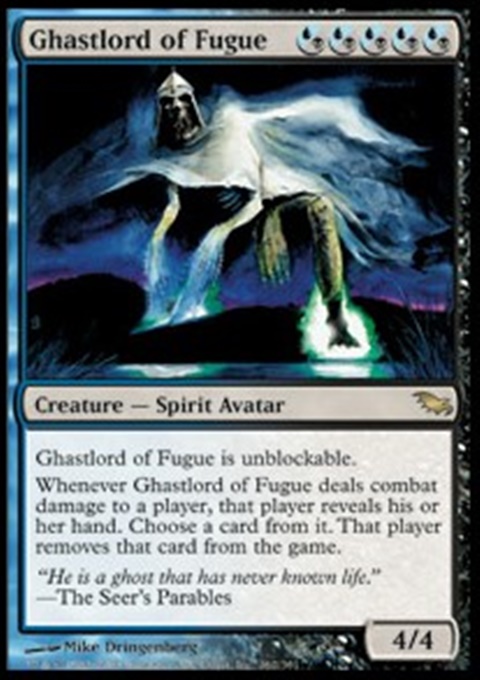 Ghastlord of Fugue
Creature — Spirit Avatar
Ghastlord of Fugue is unblockable.
Whenever Ghastlord of Fugue deals combat
damage to a player, that player reveals his or
her hand. Choose a card from it. That player
removes that card from the game.
"He is a ghost that has never known life."
—The Seer's Parables
Mike Dringenberg
4/4